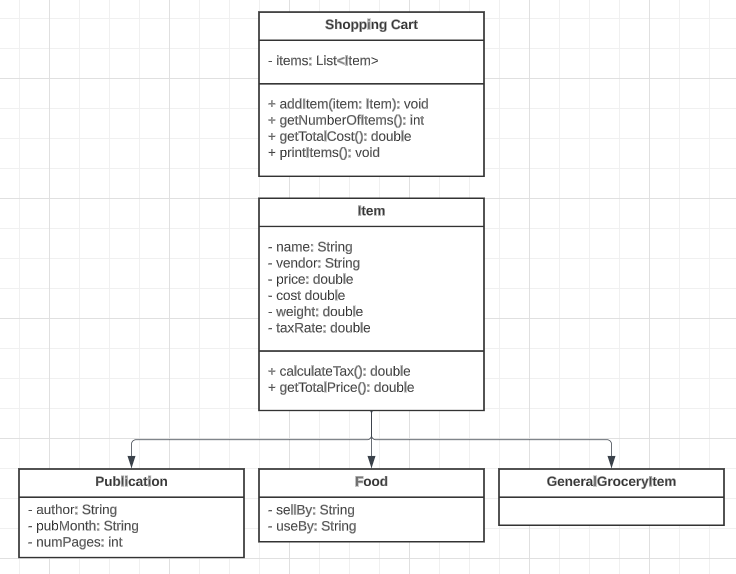 Shopping Cart
- items: List<Item>
+ addItem(item: Item): void
+ getNumberOfItems(): int
+ getTotalCost(): double
+ printItems(): void
Item
- name: String
- vendor: String
- price: double
- cost double
- weight: double
- taxRate: double
+ calculateTax(): double
+ getTotalPrice(): double
Publication
- author: String
- pubMonth: String
- numPages: int
Food
- sellBy: String
- useBy: String
GeneralGroceryItem